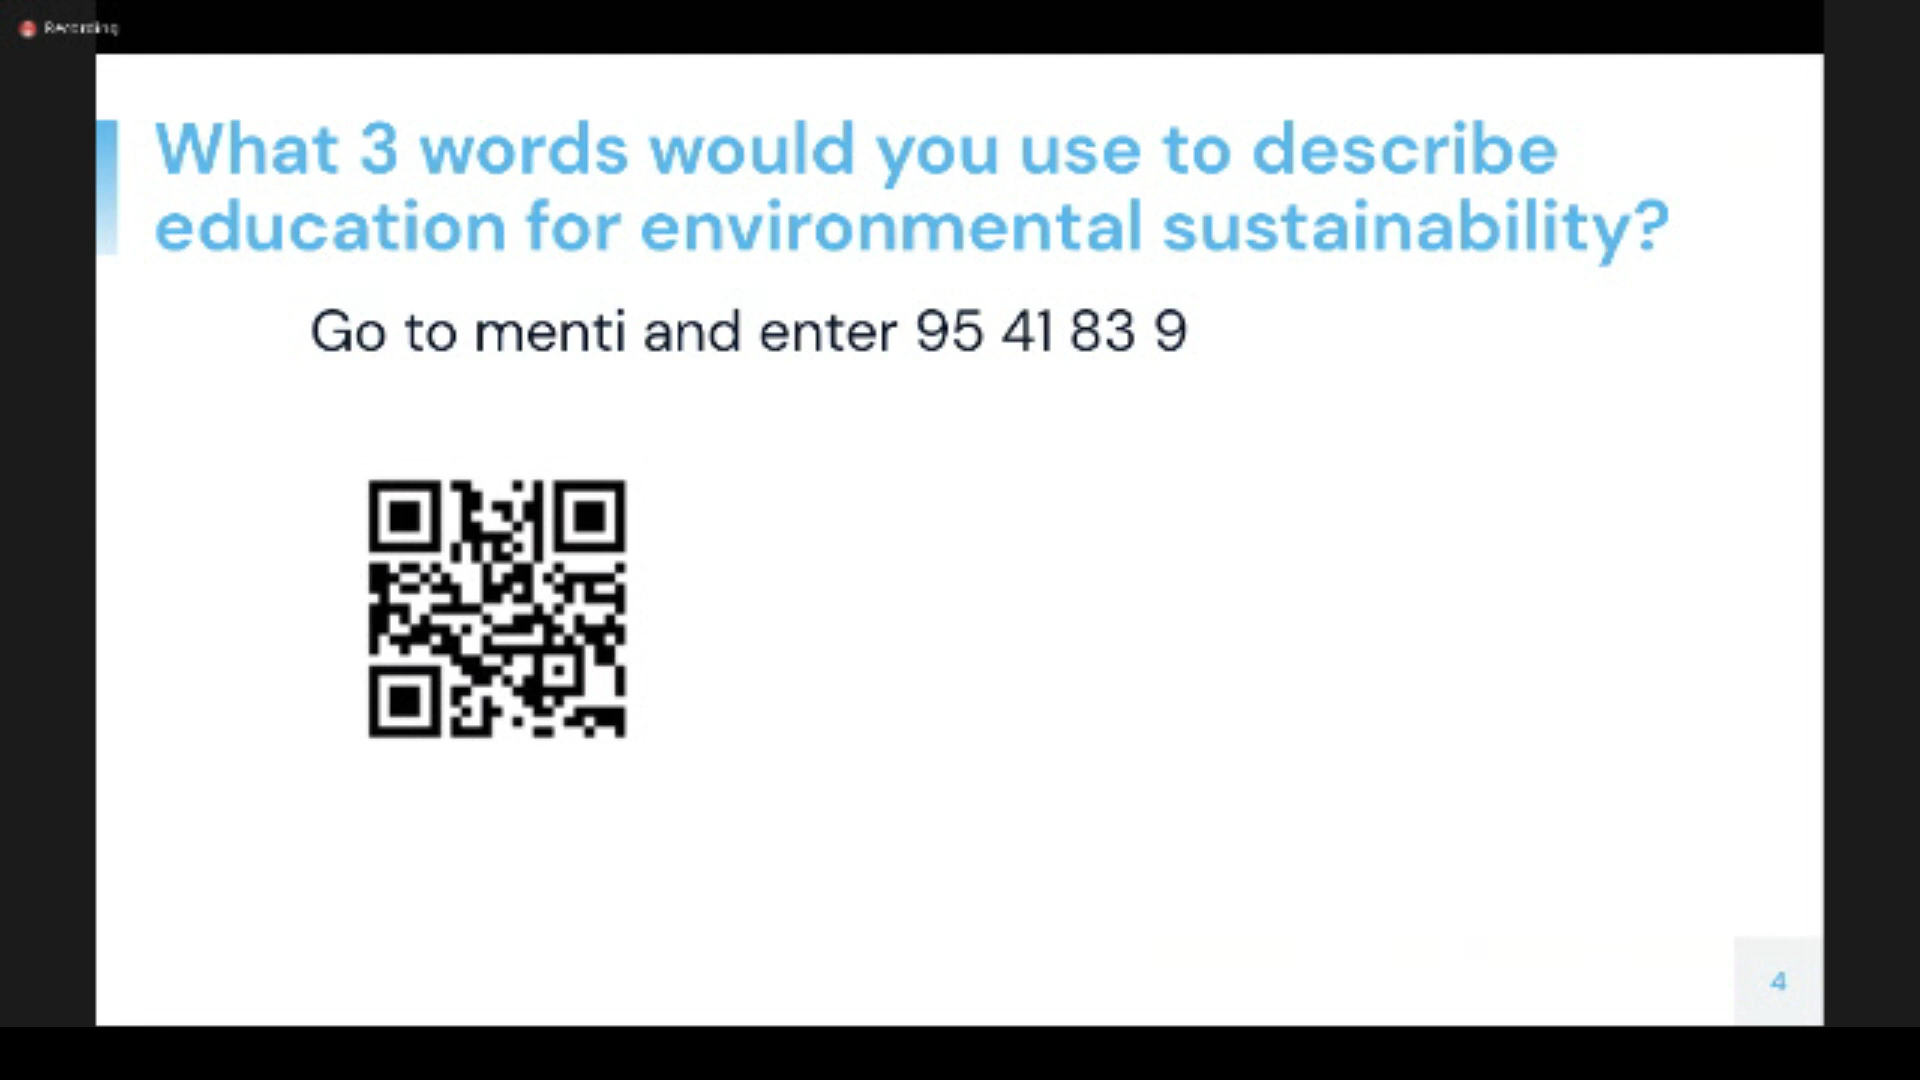 Recording
What 3 words would you use to describe
education for environmental sustainability?
Go to menti and enter 95 41 83 9
4